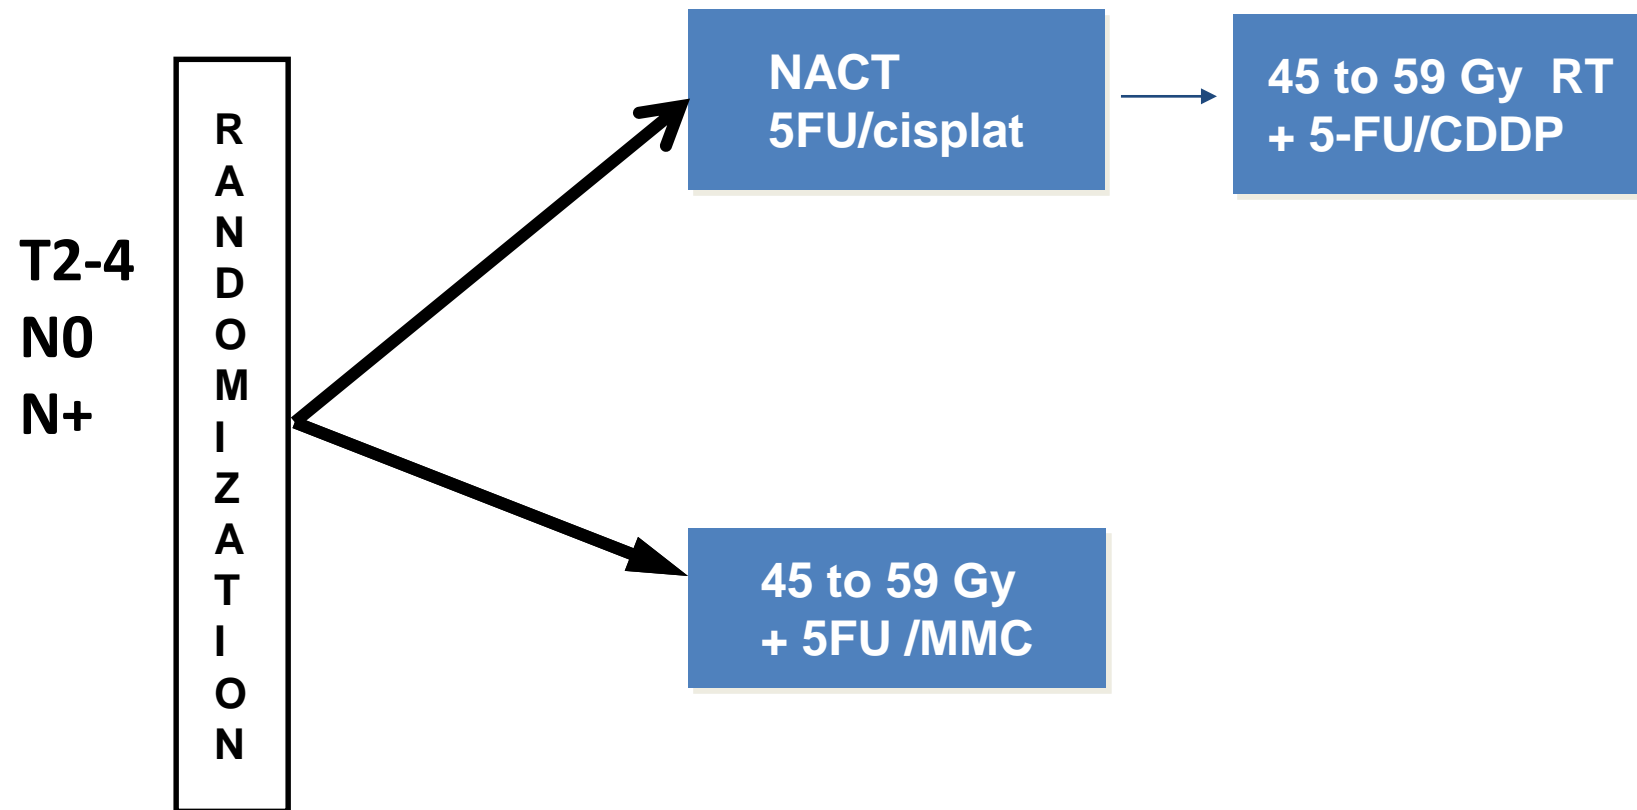 T2-4
N0
N+
R
A
N
D
O
M
I
Z
A
T
I
O
N
NACT
5FU/cisplat
45 to 59 Gy  RT
+ 5-FU/CDDP
45 to 59 Gy
+ 5FU /MMC